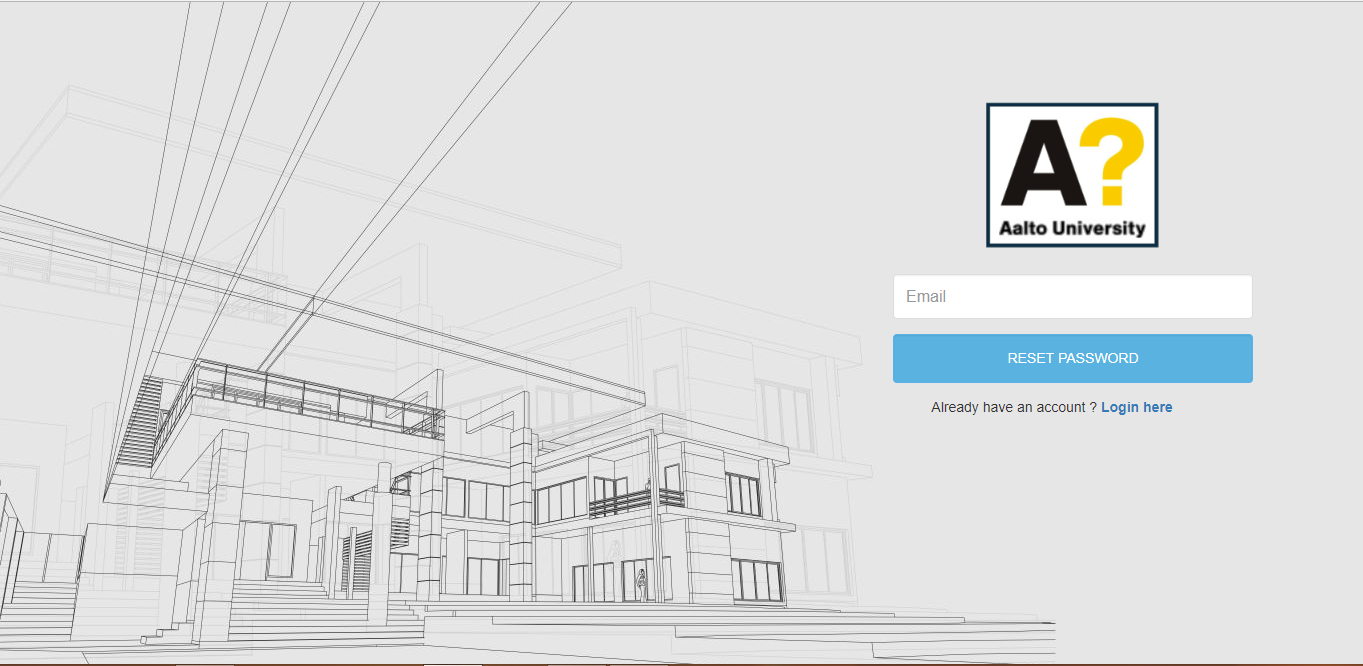 A?
Aalto University
Email
RESET PASSWORD
Already have an account ? Login here